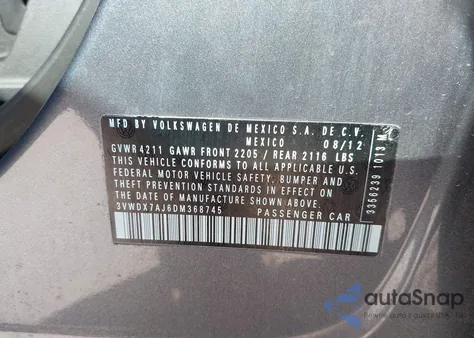 MFD BY VOLKSWAGEN DE MEXICO S.A. DE C.V.
MEXICO 08/12
GVWR 4211 GAWR FRONT 2205 / REAR 2116 LBS
THIS VEHICLE CONFORMS TO ALL APPLICABLE
FEDERAL MOTOR VEHICLE SAFETY, BUMPER AND
THEFT PREVENTION STANDARDS IN EFFECT ON
THE DATE OF MANUFACTURE SHOWN ABOVE.
3VWDX7AJ6DM368745 PASSENGER CAR
3366239 1013 M
autoSnap